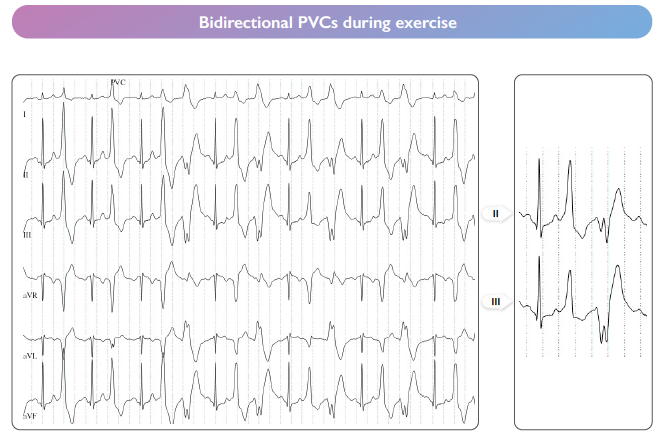 Bidirectional PVCs during exercise
PVC
I
II
III
aVR
aVL
aVF
II
III